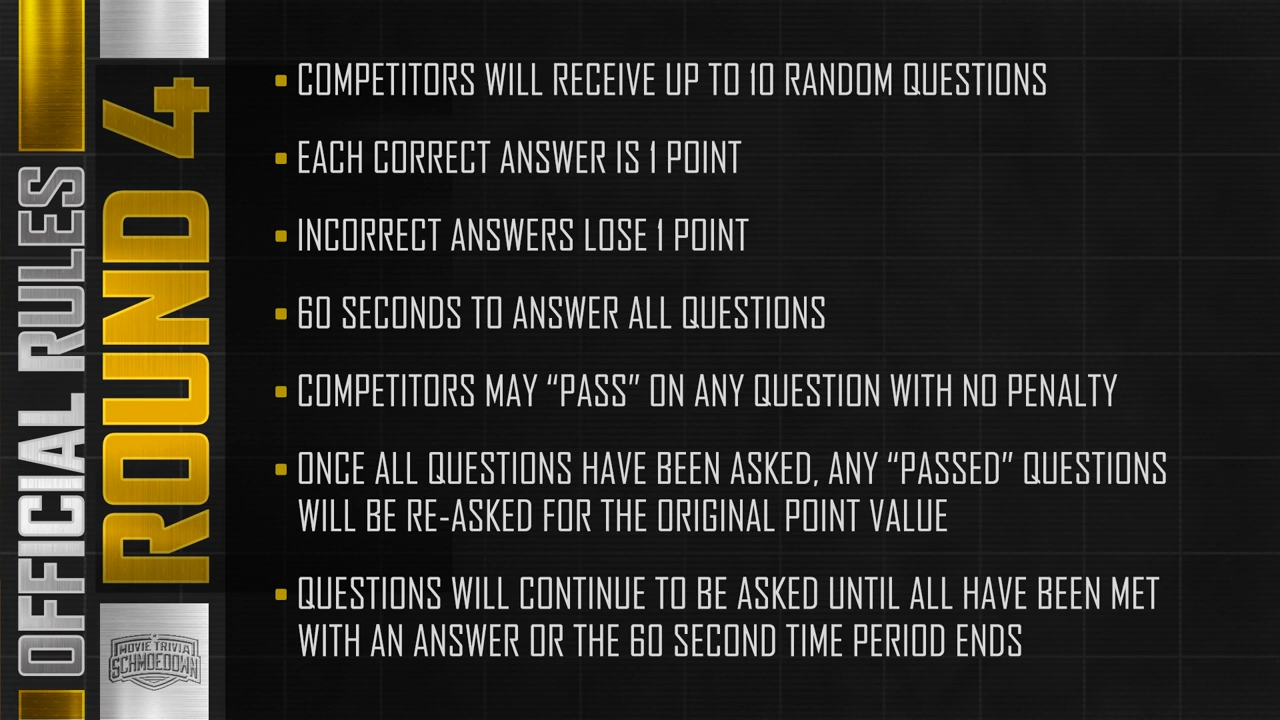 OFFICIAL RULES
ROUND 4
MOVIE TRIVIA
SCHMOEDOWN
COMPETITORS WILL RECEIVE UP TO 10 RANDOM QUESTIONS
EACH CORRECT ANSWER IS 1 POINT
INCORRECT ANSWERS LOSE 1 POINT
60 SECONDS TO ANSWER ALL QUESTIONS
COMPETITORS MAY “PASS” ON ANY QUESTION WITH NO PENALTY
ONCE ALL QUESTIONS HAVE BEEN ASKED, ANY “PASSED” QUESTIONS
WILL BE RE-ASKED FOR THE ORIGINAL POINT VALUE
QUESTIONS WILL CONTINUE TO BE ASKED UNTIL ALL HAVE BEEN MET
WITH AN ANSWER OR THE 60 SECOND TIME PERIOD ENDS